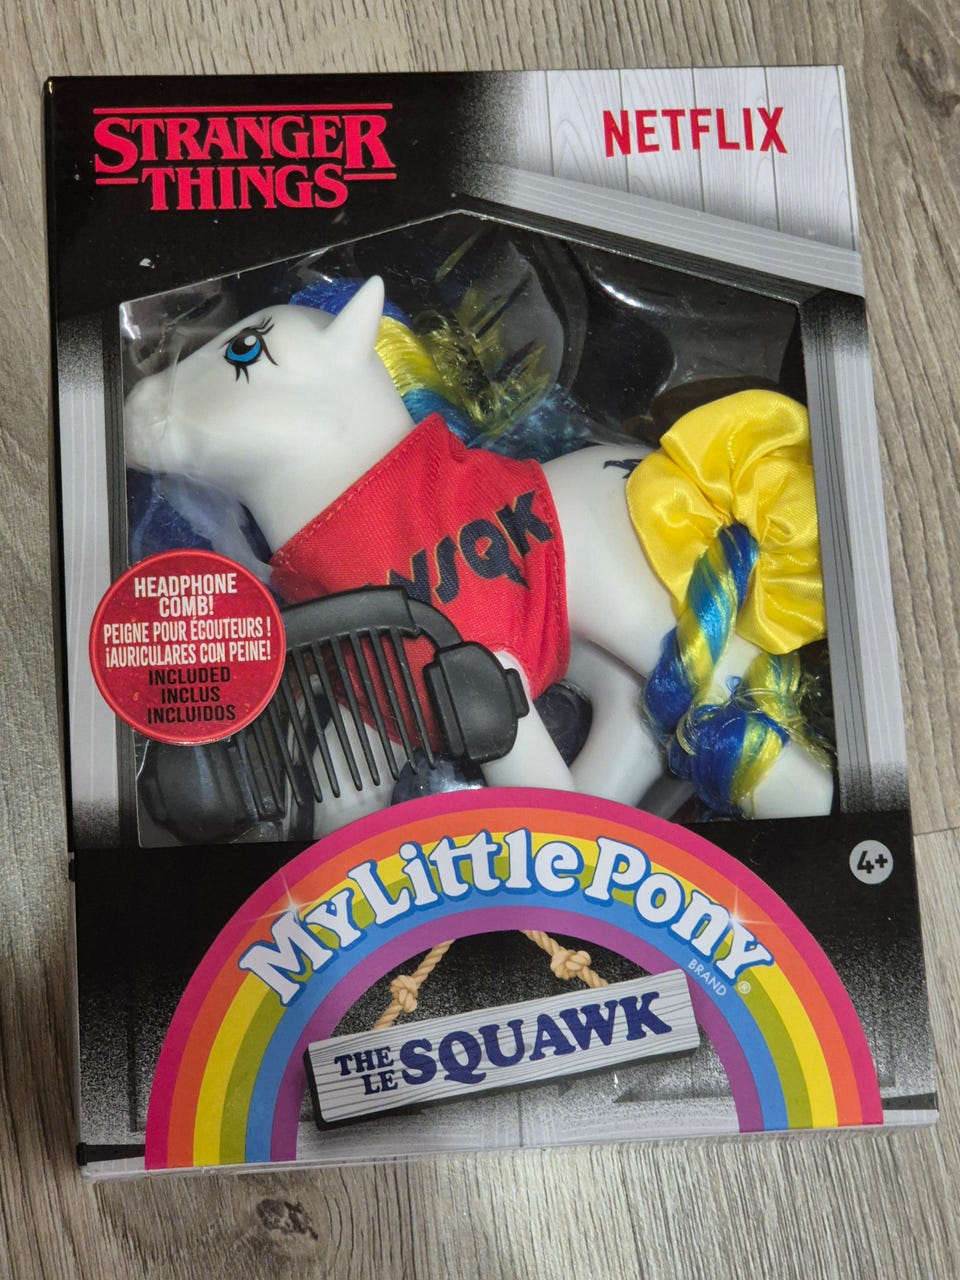 STRANGER
THINGS
NETFLIX
WSQK
HEADPHONE
COMB!
PEIGNE POUR ÉCOUTEURS !
¡AURICULARES CON PEINE!
INCLUDED
INCLUS
INCLUIDOS
4+
My Little Pony
BRAND ®
THE
LE
SQUAWK